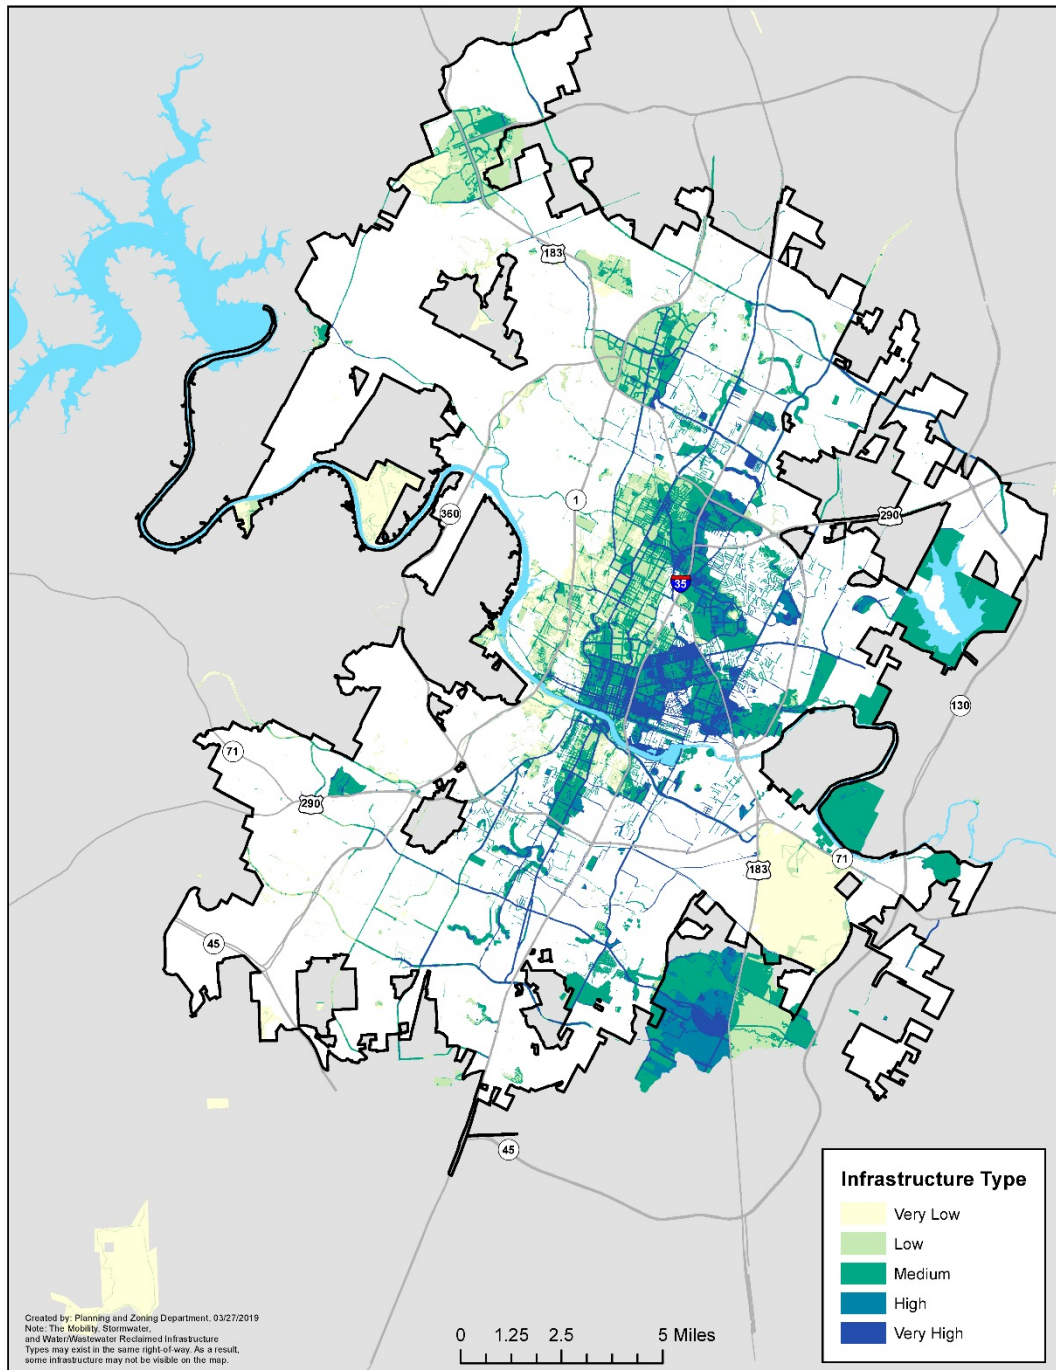 183
1
360
290
35
130
71
290
183
71
45
45
Infrastructure Type
Very Low
Low
Medium
High
Very High
Created by: Planning and Zoning Department, 03/27/2019
Note: The Mobility, Stormwater,
and Water/Wastewater Reclaimed Infrastructure
Types may exist in the same right-of-way. As a result,
some infrastructure may not be visible on the map.
0 1.25 2.5 5 Miles